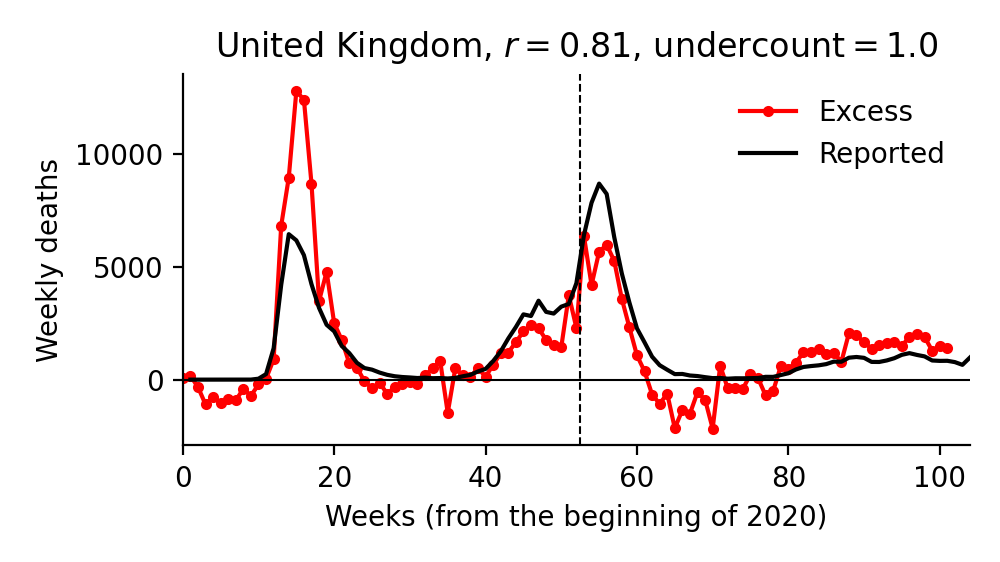 United Kingdom, r = 0.81, undercount = 1.0
Excess
Reported
Weekly deaths
10000
5000
0
0 20 40 60 80 100
Weeks (from the beginning of 2020)